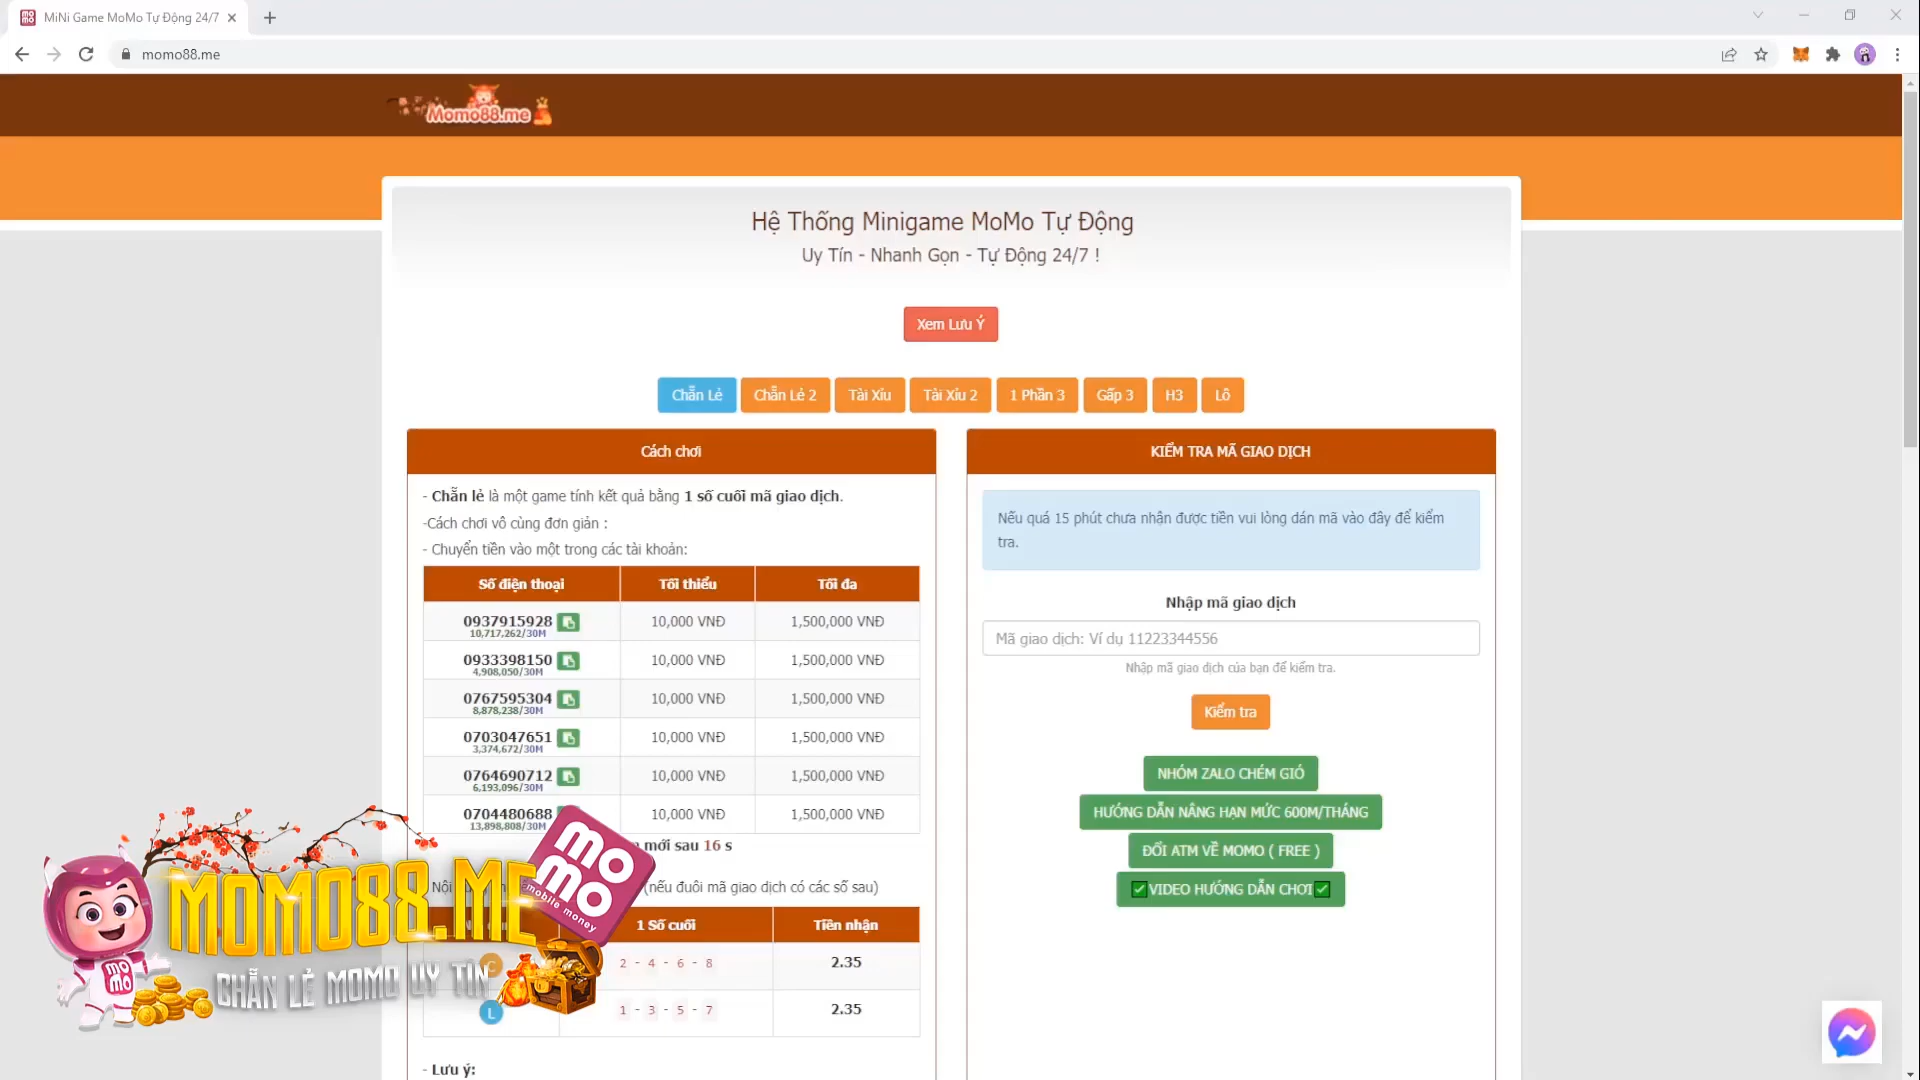 MiNi Game MoMo Tự Động 24/7
momo88.me
Momo88.me
Hệ Thống Minigame MoMo Tự Động
Uy Tín - Nhanh Gọn - Tự Động 24/7 !
Xem Lưu Ý
Chẵn Lẻ Chẵn Lẻ 2 Tài Xỉu Tài Xỉu 2 1 Phần 3 Gấp 3 H3 Lô
Cách chơi
- Chẵn lẻ là một game tính kết quả bằng 1 số cuối mã giao dịch.
-Cách chơi vô cùng đơn giản :
- Chuyển tiền vào một trong các tài khoản:
Số điện thoại Tối thiểu Tối đa
0937915928 10,000 VNĐ 1,500,000 VNĐ
10,717,262/30M
0933398150 10,000 VNĐ 1,500,000 VNĐ
4,908,050/30M
0767595304 10,000 VNĐ 1,500,000 VNĐ
8,878,238/30M
0703047651 10,000 VNĐ 1,500,000 VNĐ
3,374,672/30M
0764690712 10,000 VNĐ 1,500,000 VNĐ
6,193,096/30M
0704480688 10,000 VNĐ 1,500,000 VNĐ
13,898,808/30M
mới sau 16 s
(nếu đuôi mã giao dịch có các số sau)
1 Số cuối Tiền nhận
C 2 - 4 - 6 - 8 2.35
L 1 - 3 - 5 - 7 2.35
- Lưu ý:
KIỂM TRA MÃ GIAO DỊCH
Nếu quá 15 phút chưa nhận được tiền vui lòng dán mã vào đây để kiểm
tra.
Nhập mã giao dịch
Mã giao dịch: Ví dụ 11223344556
Nhập mã giao dịch của bạn để kiểm tra.
Kiểm tra
NHÓM ZALO CHÉM GIÓ
HƯỚNG DẪN NÂNG HẠN MỨC 600M/THÁNG
ĐỔI ATM VỀ MOMO ( FREE )
VIDEO HƯỚNG DẪN CHƠI
MOMO88.ME
CHẴN LẺ MOMO UY TÍN
mo
mo
mobile money
mo
mo